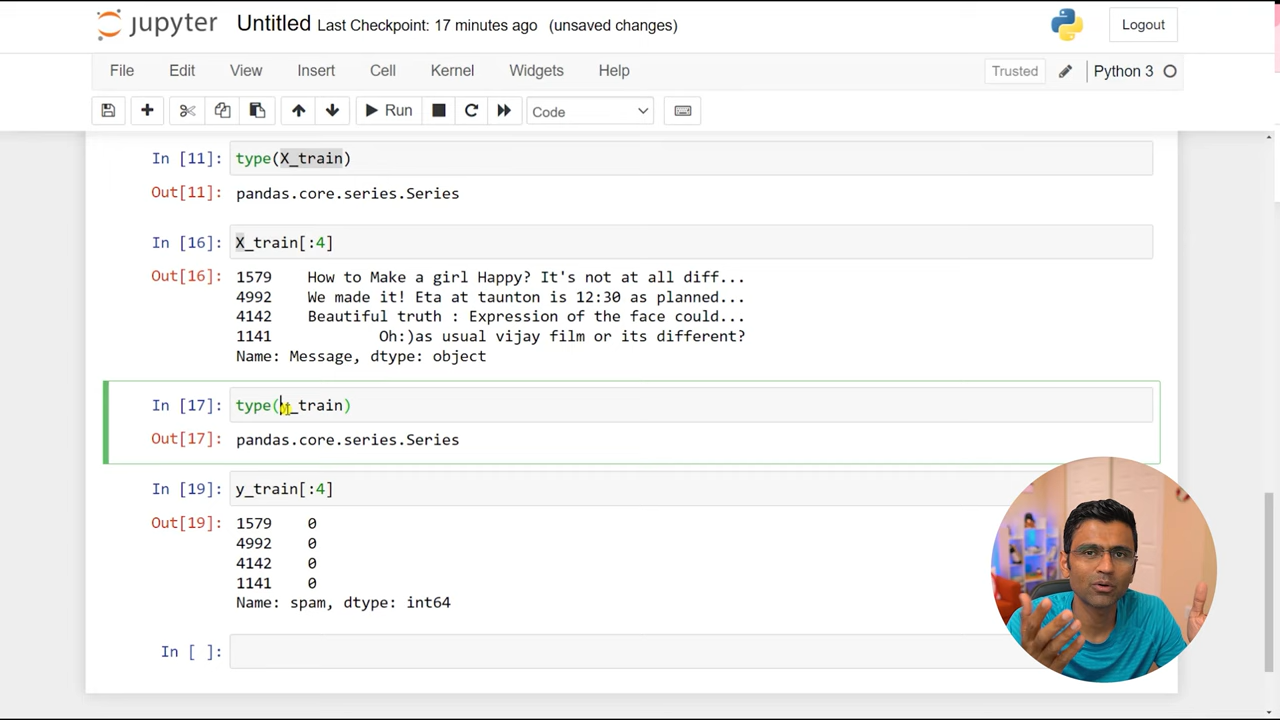 jupyter Untitled Last Checkpoint: 17 minutes ago (unsaved changes) Logout
File Edit View Insert Cell Kernel Widgets Help Trusted Python 3
Run Code
In [11]: type(X_train)
Out[11]: pandas.core.series.Series
In [16]: X_train[:4]
Out[16]: 1579 How to Make a girl Happy? It's not at all diff...
4992 We made it! Eta at taunton is 12:30 as planned...
4142 Beautiful truth : Expression of the face could...
1141 Oh:)as usual vijay film or its different?
Name: Message, dtype: object
In [17]: type(y_train)
Out[17]: pandas.core.series.Series
In [19]: y_train[:4]
Out[19]: 1579 0
4992 0
4142 0
1141 0
Name: spam, dtype: int64
In [ ]: